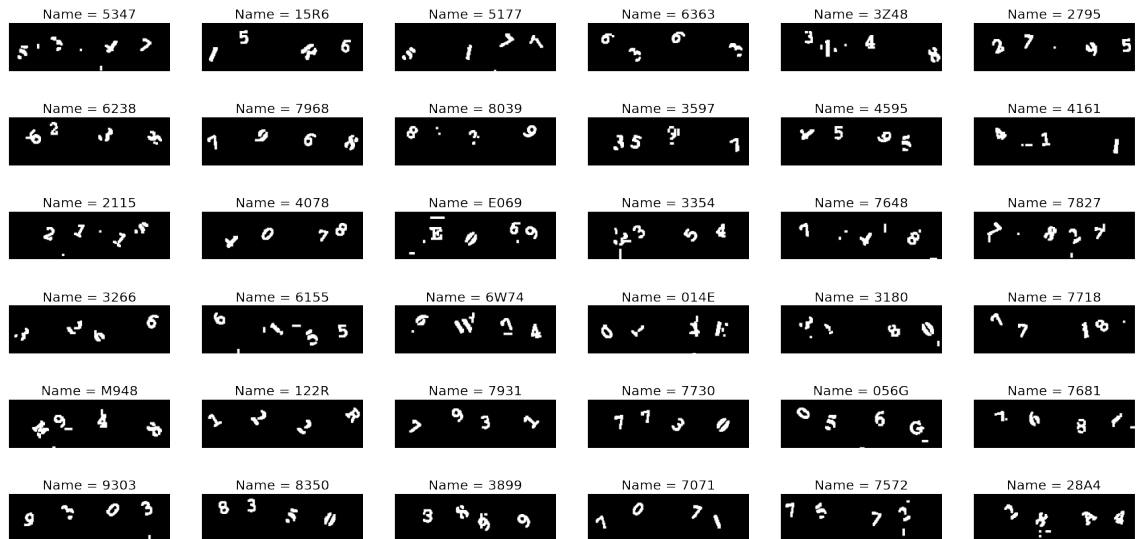 Name = 5347 Name = 15R6 Name = 5177 Name = 6363 Name = 3Z48 Name = 2795
Name = 6238 Name = 7968 Name = 8039 Name = 3597 Name = 4595 Name = 4161
Name = 2115 Name = 4078 Name = E069 Name = 3354 Name = 7648 Name = 7827
Name = 3266 Name = 6155 Name = 6W74 Name = 014E Name = 3180 Name = 7718
Name = M948 Name = 122R Name = 7931 Name = 7730 Name = 056G Name = 7681
Name = 9303 Name = 8350 Name = 3899 Name = 7071 Name = 7572 Name = 28A4